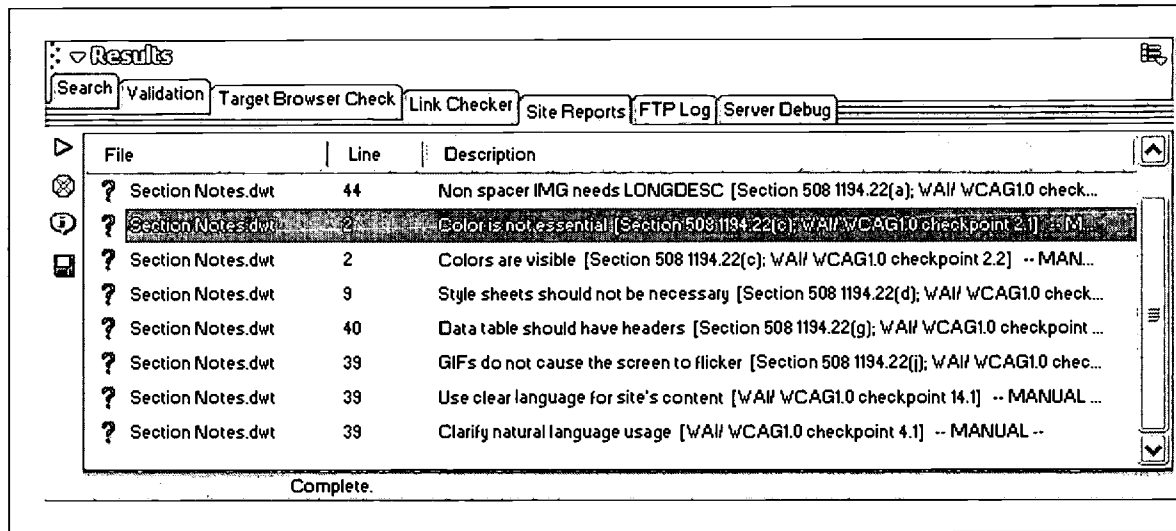 Results
Search Validation Target Browser Check Link Checker Site Reports FTP Log Server Debug
File Line Description
? Section Notes.dwt 44 Non spacer IMG needs LONGDESC [Section 508 1194.22(a); WAI/ WCAG1.0 check...
? Section Notes.dwt 2 Color is not essential [Section 508 1194.22(c); WAI/ WCAG1.0 checkpoint 2.1] -- M...
? Section Notes.dwt 2 Colors are visible [Section 508 1194.22(c); WAI/ WCAG1.0 checkpoint 2.2] -- MAN...
? Section Notes.dwt 9 Style sheets should not be necessary [Section 508 1194.22(d); WAI/ WCAG1.0 check...
? Section Notes.dwt 40 Data table should have headers [Section 508 1194.22(g); WAI/ WCAG1.0 checkpoint ...
? Section Notes.dwt 39 GIFs do not cause the screen to flicker [Section 508 1194.22(j); WAI/ WCAG1.0 chec...
? Section Notes.dwt 39 Use clear language for site's content [WAI/ WCAG1.0 checkpoint 14.1] -- MANUAL ...
? Section Notes.dwt 39 Clarify natural language usage [WAI/ WCAG1.0 checkpoint 4.1] -- MANUAL --
Complete.